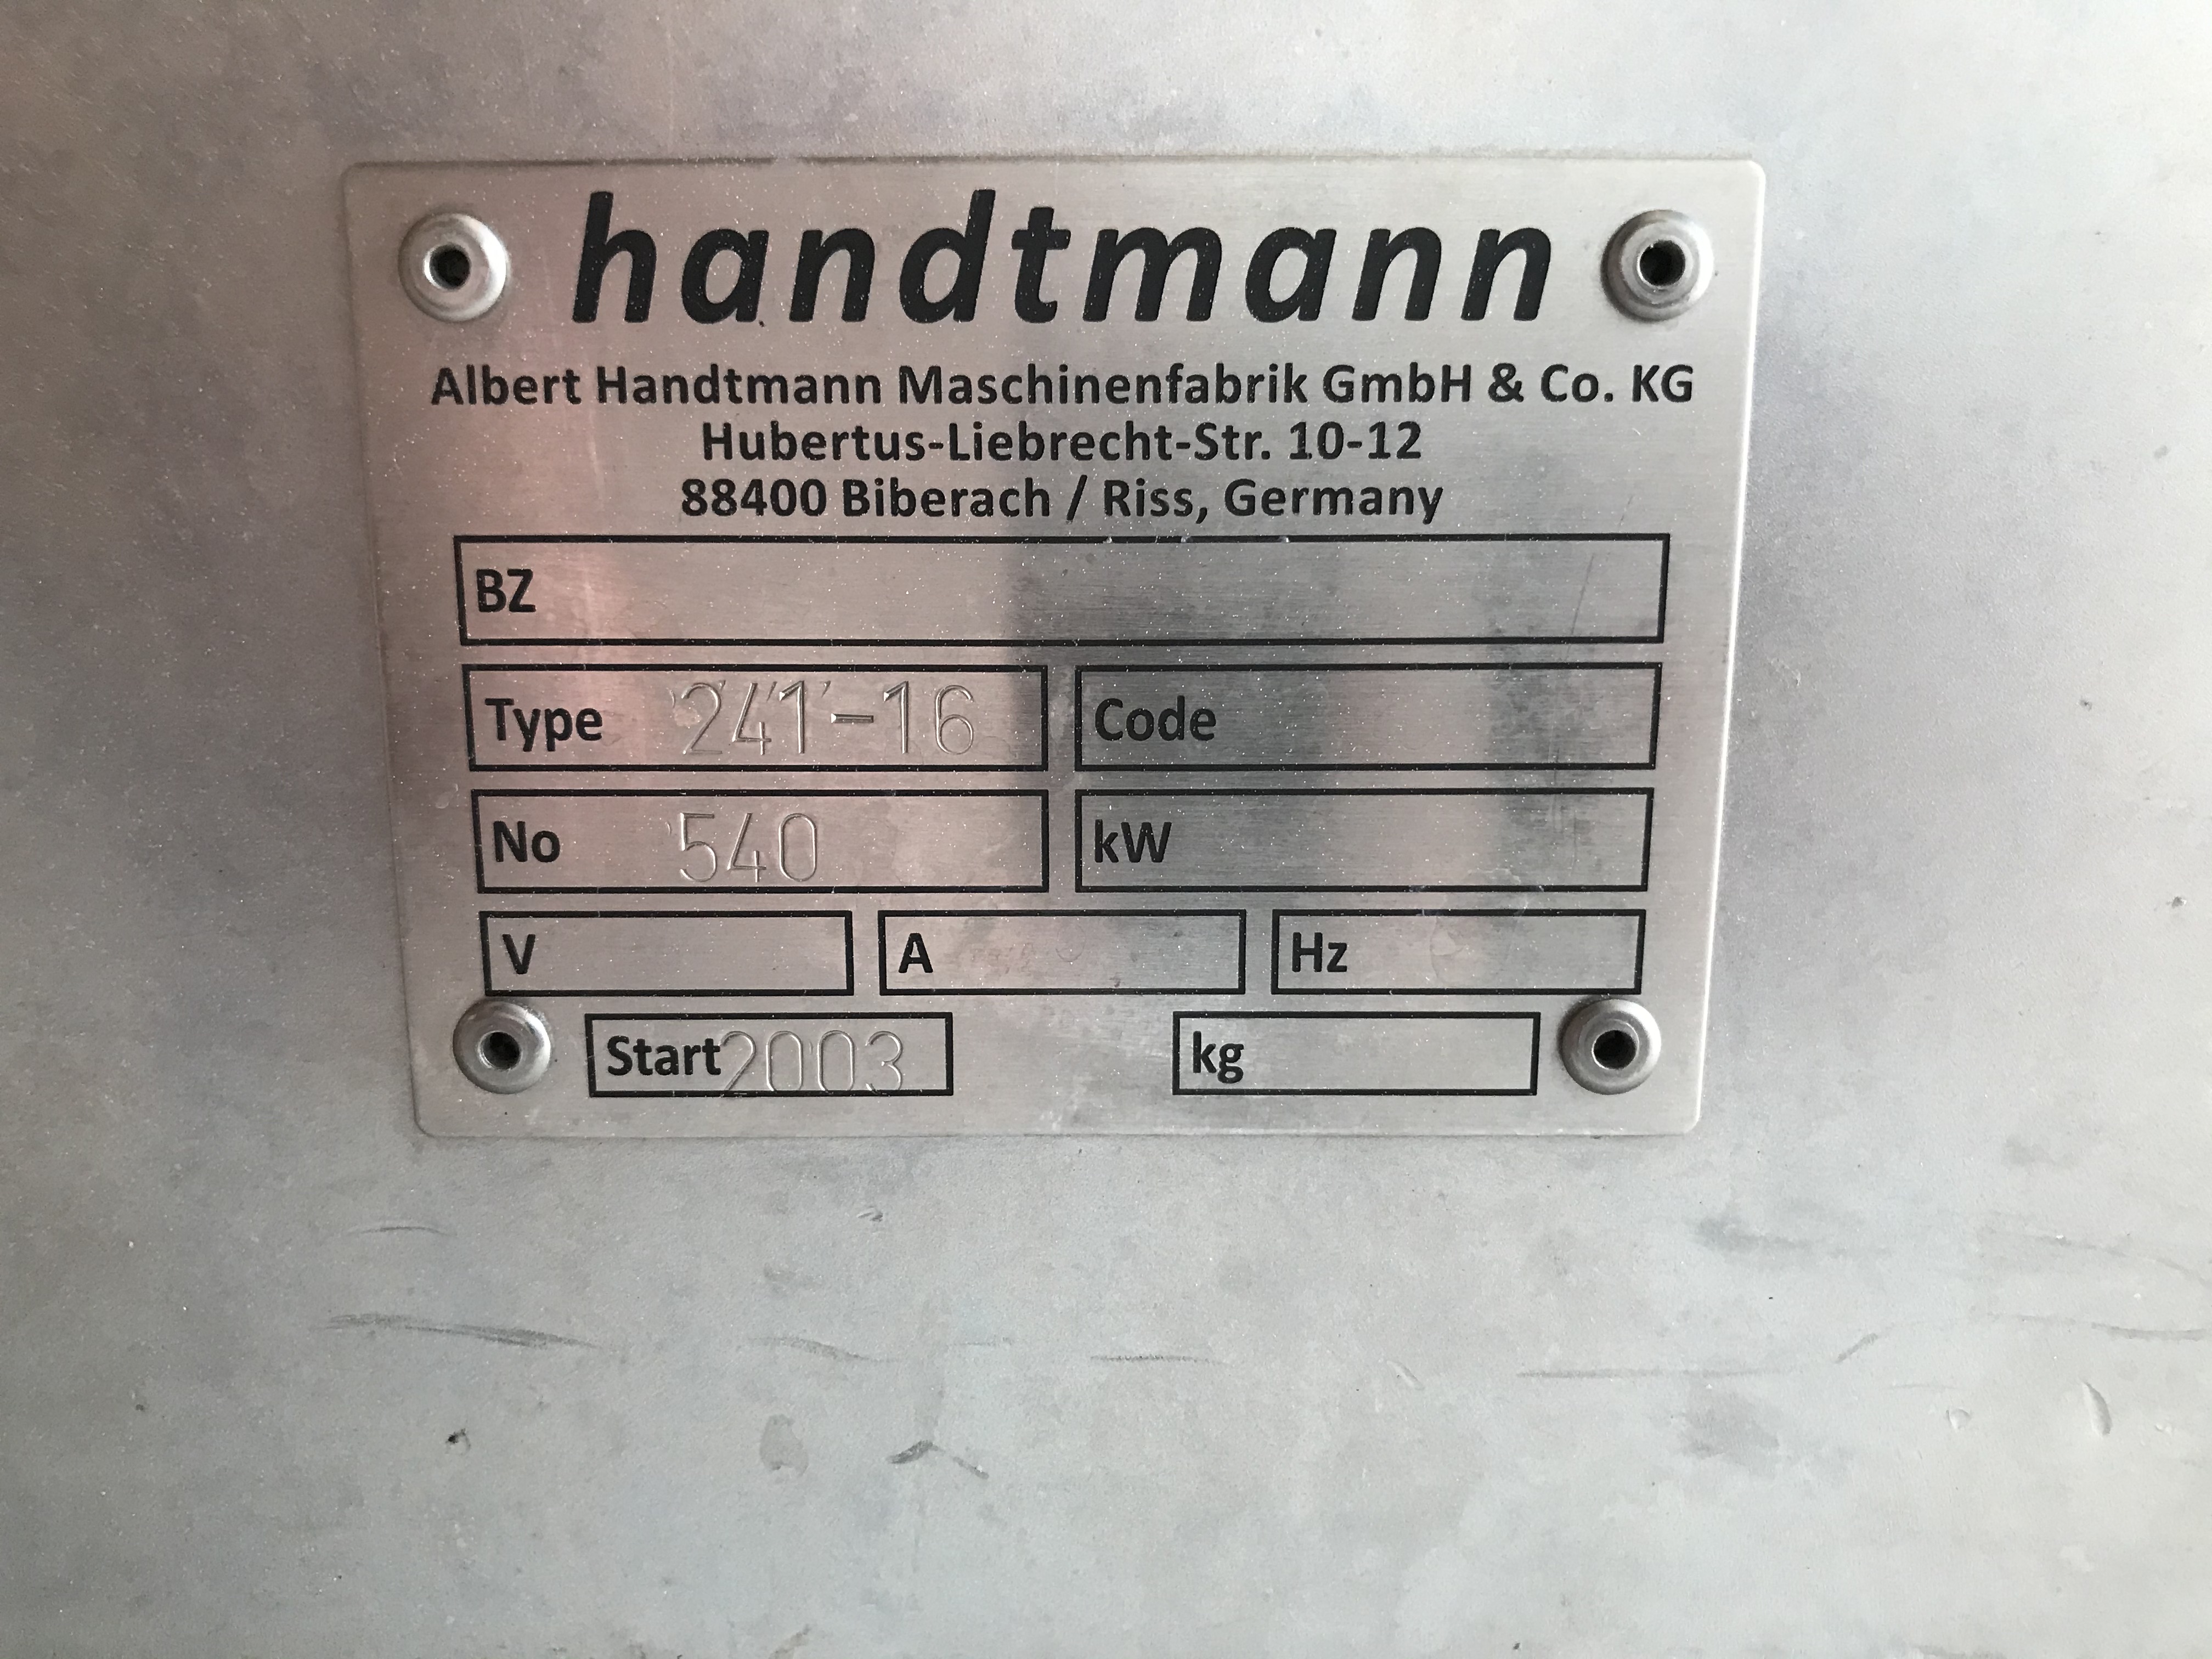 handtmann
Albert Handtmann Maschinenfabrik GmbH & Co. KG
Hubertus-Liebrecht-Str. 10-12
88400 Biberach / Riss, Germany
BZ
Type 241-16 Code
No 540 kW
V A Hz
Start 2003 kg